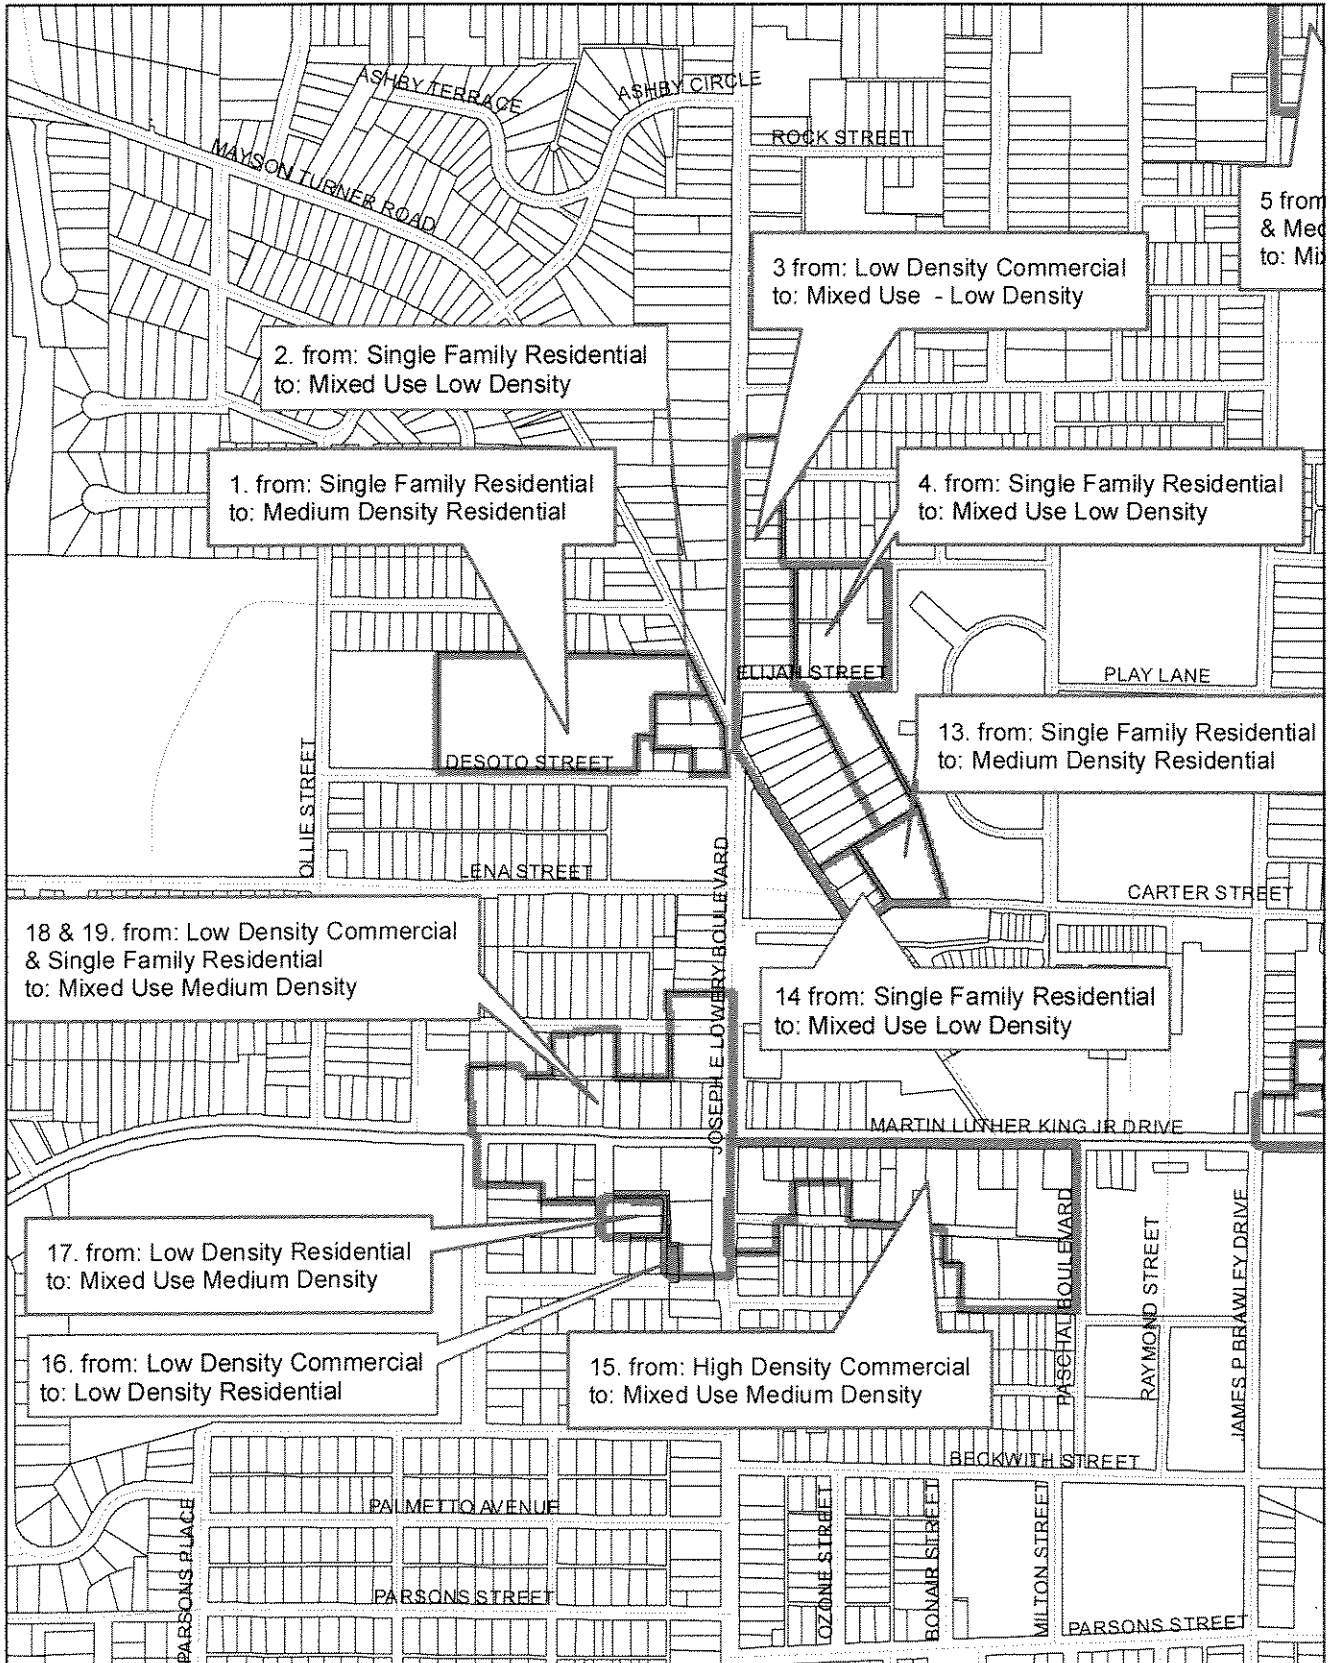 ASHBY TERRACE
ASHBY CIRCLE
ROCK STREET
MAYSON TURNER ROAD
5 from
& Med
to: Mi
3 from: Low Density Commercial
to: Mixed Use - Low Density
2. from: Single Family Residential
to: Mixed Use Low Density
1. from: Single Family Residential
to: Medium Density Residential
4. from: Single Family Residential
to: Mixed Use Low Density
ELIJAH STREET
PLAY LANE
13. from: Single Family Residential
to: Medium Density Residential
DESOTO STREET
OLLIE STREET
LENA STREET
JOSEPH E LOWERY BOULEVARD
CARTER STREET
18 & 19. from: Low Density Commercial
& Single Family Residential
to: Mixed Use Medium Density
14 from: Single Family Residential
to: Mixed Use Low Density
MARTIN LUTHER KING JR DRIVE
17. from: Low Density Residential
to: Mixed Use Medium Density
PASCHAL BOULEVARD
RAYMOND STREET
JAMES P BRAWLEY DRIVE
16. from: Low Density Commercial
to: Low Density Residential
15. from: High Density Commercial
to: Mixed Use Medium Density
BECKWITH STREET
PALMETTO AVENUE
PARSONS PLACE
OZONE STREET
BONAIR STREET
MILTON STREET
PARSONS STREET
PARSONS STREET